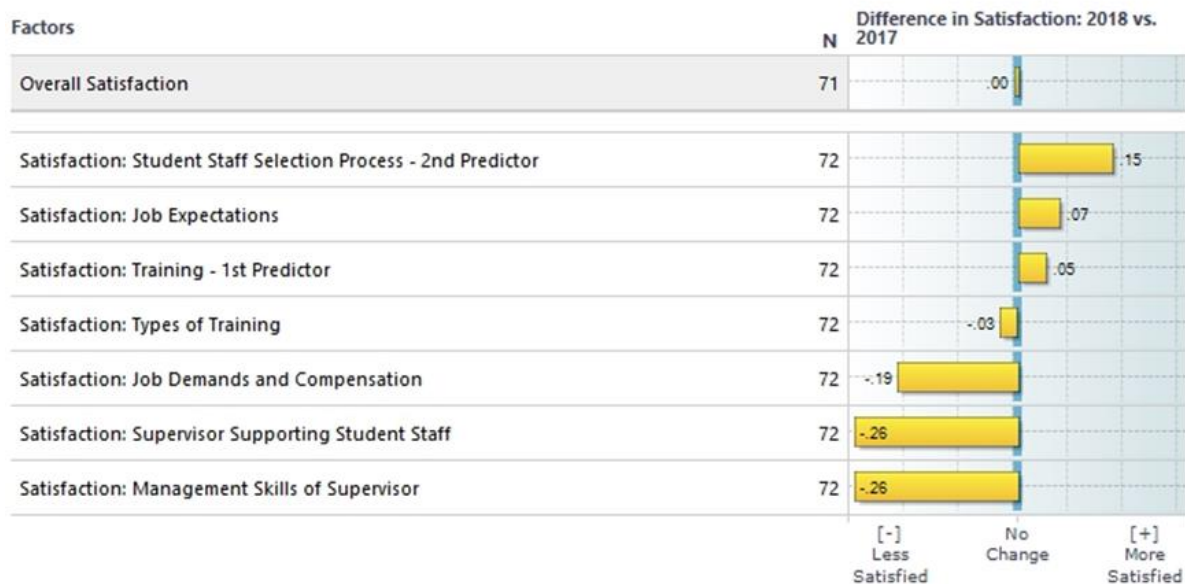 Factors N Difference in Satisfaction: 2018 vs.
2017
Overall Satisfaction 71 .00
Satisfaction: Student Staff Selection Process - 2nd Predictor 72 .15
Satisfaction: Job Expectations 72 .07
Satisfaction: Training - 1st Predictor 72 .05
Satisfaction: Types of Training 72 -.03
Satisfaction: Job Demands and Compensation 72 -.19
Satisfaction: Supervisor Supporting Student Staff 72 -.26
Satisfaction: Management Skills of Supervisor 72 -.26
[-] No [+]
Less Change More
Satisfied Satisfied